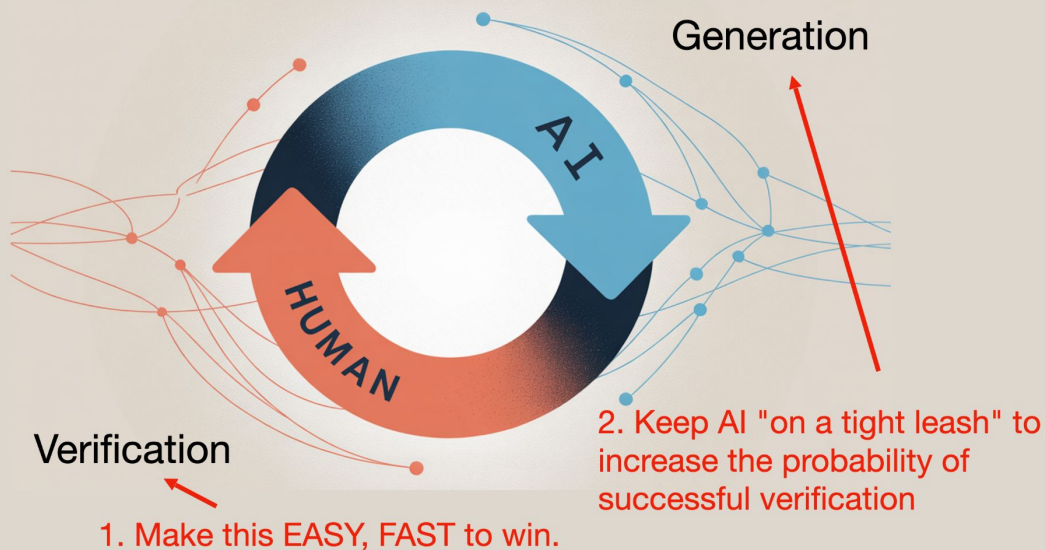 Generation
AI
HUMAN
Verification
2. Keep AI "on a tight leash" to
increase the probability of
successful verification
1. Make this EASY, FAST to win.